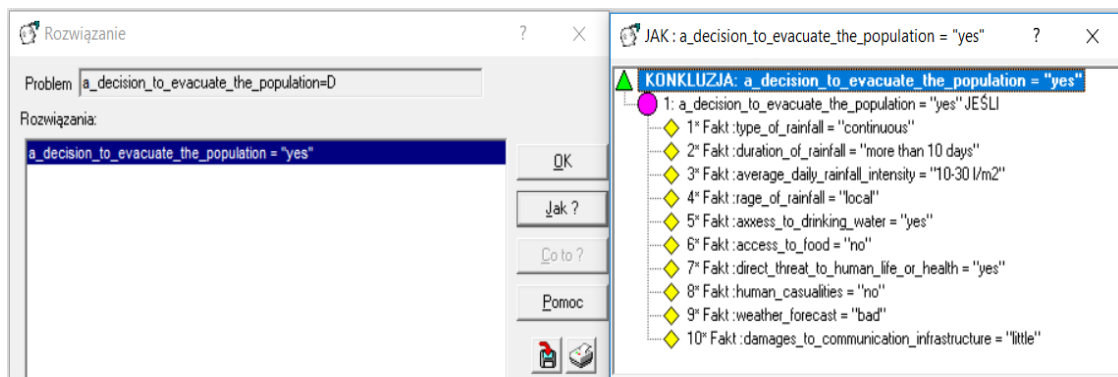 Rozwiązanie
Problem a_decision_to_evacuate_the_population=D
Rozwiązania:
a_decision_to_evacuate_the_population = "yes"
OK
Jak ?
Co to ?
Pomoc
JAK : a_decision_to_evacuate_the_population = "yes"
KONKLUZJA: a_decision_to_evacuate_the_population = "yes"
1: a_decision_to_evacuate_the_population = "yes" JEŚLI
1* Fakt :type_of_rainfall = "continuous"
2* Fakt :duration_of_rainfall = "more than 10 days"
3* Fakt :average_daily_rainfall_intensity = "10-30 l/m2"
4* Fakt :rage_of_rainfall = "local"
5* Fakt :axxess_to_drinking_water = "yes"
6* Fakt :access_to_food = "no"
7* Fakt :direct_threat_to_human_life_or_health = "yes"
8* Fakt :human_casualities = "no"
9* Fakt :weather_forecast = "bad"
10* Fakt :damages_to_communication_infrastructure = "little"